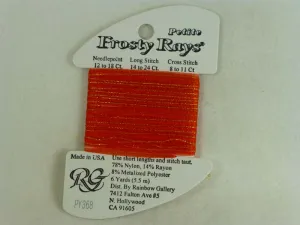 Petite
Frosty Rays®
Needlepoint Long Stitch Cross Stitch
12 to 18 Ct. 14 to 24 Ct. 8 to 11 Ct
Made in USA
Use short lengths and stitch taut.
78% Nylon, 14% Rayon
8% Metalized Polyester
6 Yards (5.5 m)
Dist. By Rainbow Gallery
7412 Fulton Ave #5
N. Hollywood
CA 91605
RG
PY368